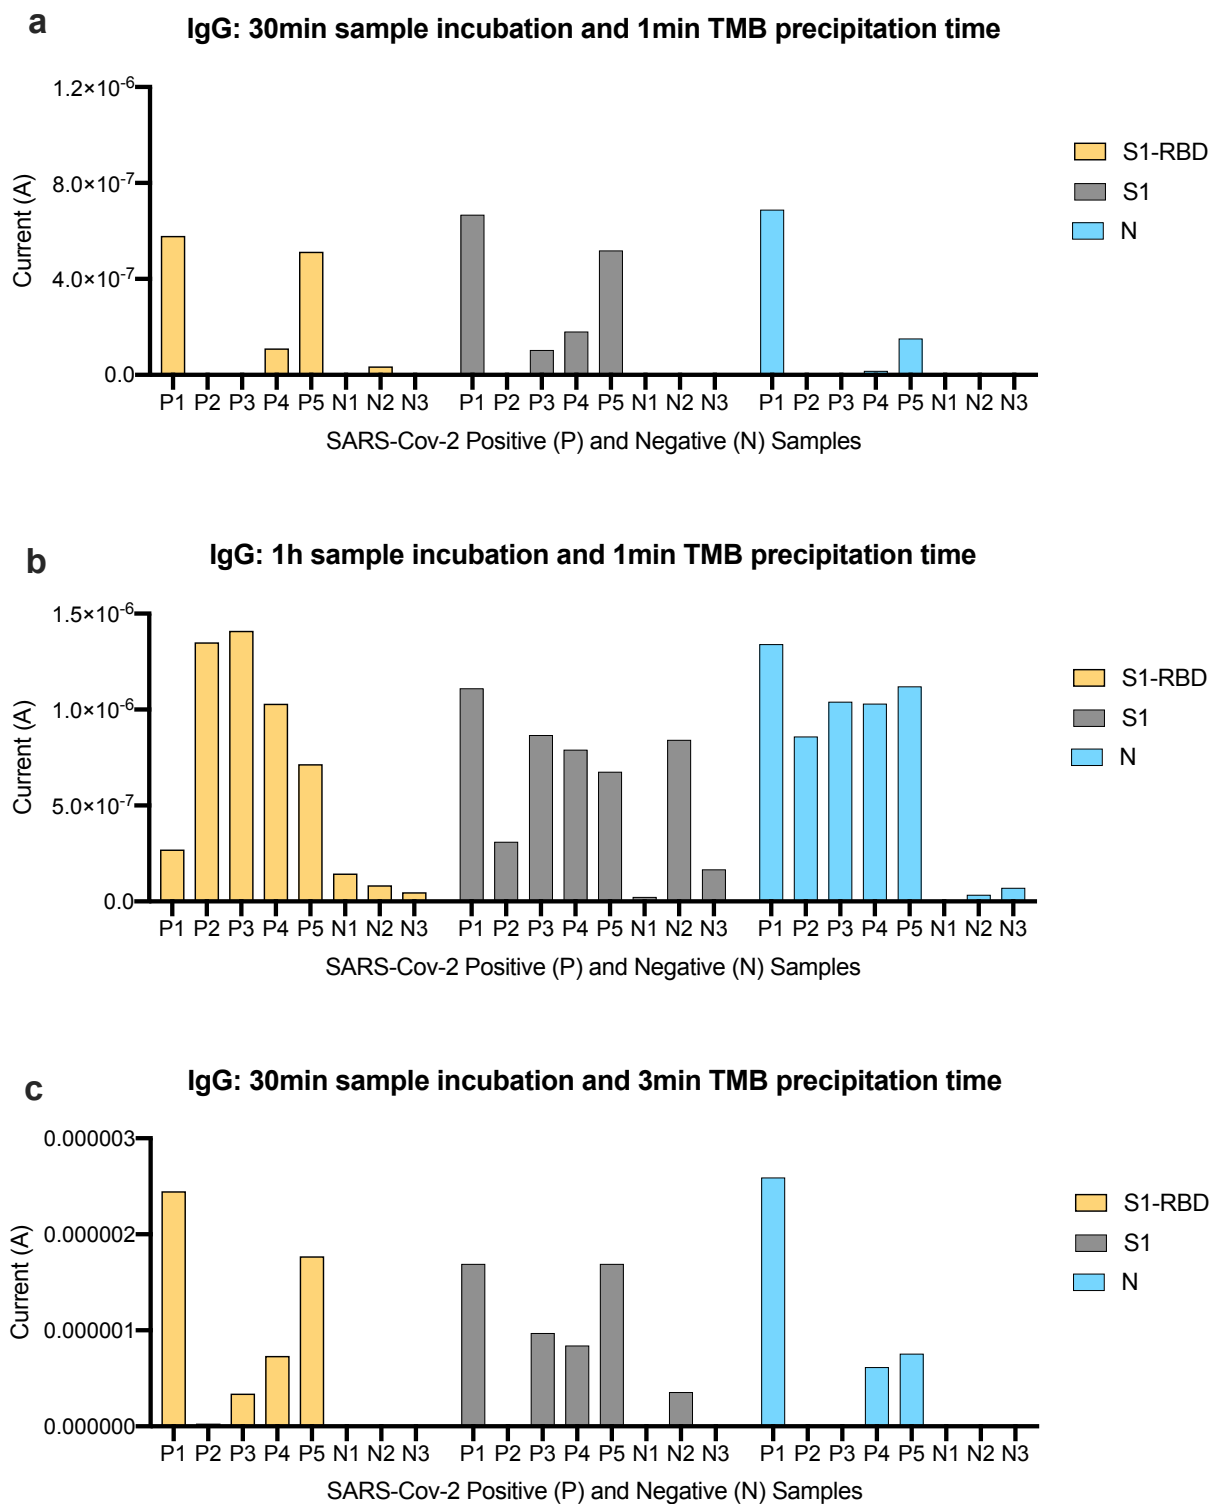 a
IgG: 30min sample incubation and 1min TMB precipitation time
1.2×10⁻⁶
8.0×10⁻⁷
4.0×10⁻⁷
0.0
Current (A)
P1 P2 P3 P4 P5 N1 N2 N3 P1 P2 P3 P4 P5 N1 N2 N3 P1 P2 P3 P4 P5 N1 N2 N3
SARS-Cov-2 Positive (P) and Negative (N) Samples
S1-RBD
S1
N
b
IgG: 1h sample incubation and 1min TMB precipitation time
1.5×10⁻⁶
1.0×10⁻⁶
5.0×10⁻⁷
0.0
Current (A)
P1 P2 P3 P4 P5 N1 N2 N3 P1 P2 P3 P4 P5 N1 N2 N3 P1 P2 P3 P4 P5 N1 N2 N3
SARS-Cov-2 Positive (P) and Negative (N) Samples
S1-RBD
S1
N
c
IgG: 30min sample incubation and 3min TMB precipitation time
0.000003
0.000002
0.000001
0.000000
Current (A)
P1 P2 P3 P4 P5 N1 N2 N3 P1 P2 P3 P4 P5 N1 N2 N3 P1 P2 P3 P4 P5 N1 N2 N3
SARS-Cov-2 Positive (P) and Negative (N) Samples
S1-RBD
S1
N